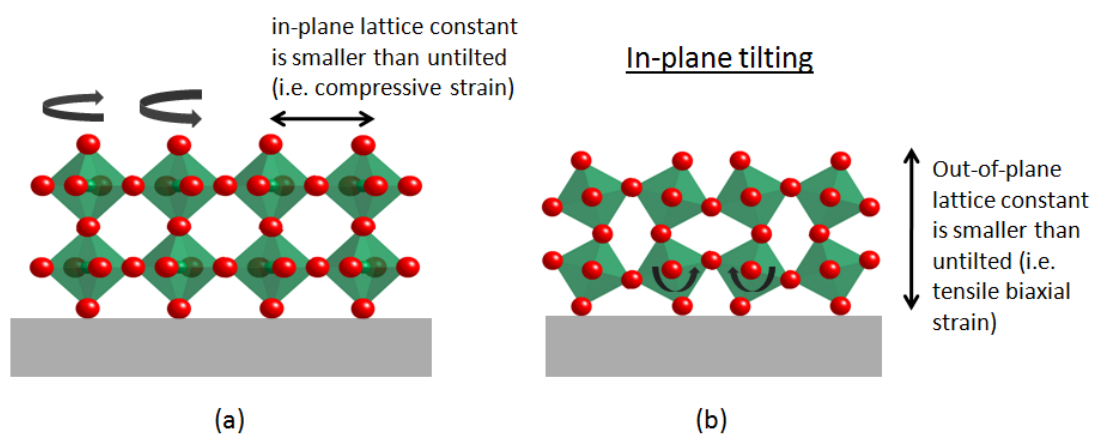 in-plane lattice constant
is smaller than untilted
(i.e. compressive strain)
In-plane tilting
Out-of-plane
lattice constant
is smaller than
untilted (i.e.
tensile biaxial
strain)
(a)
(b)